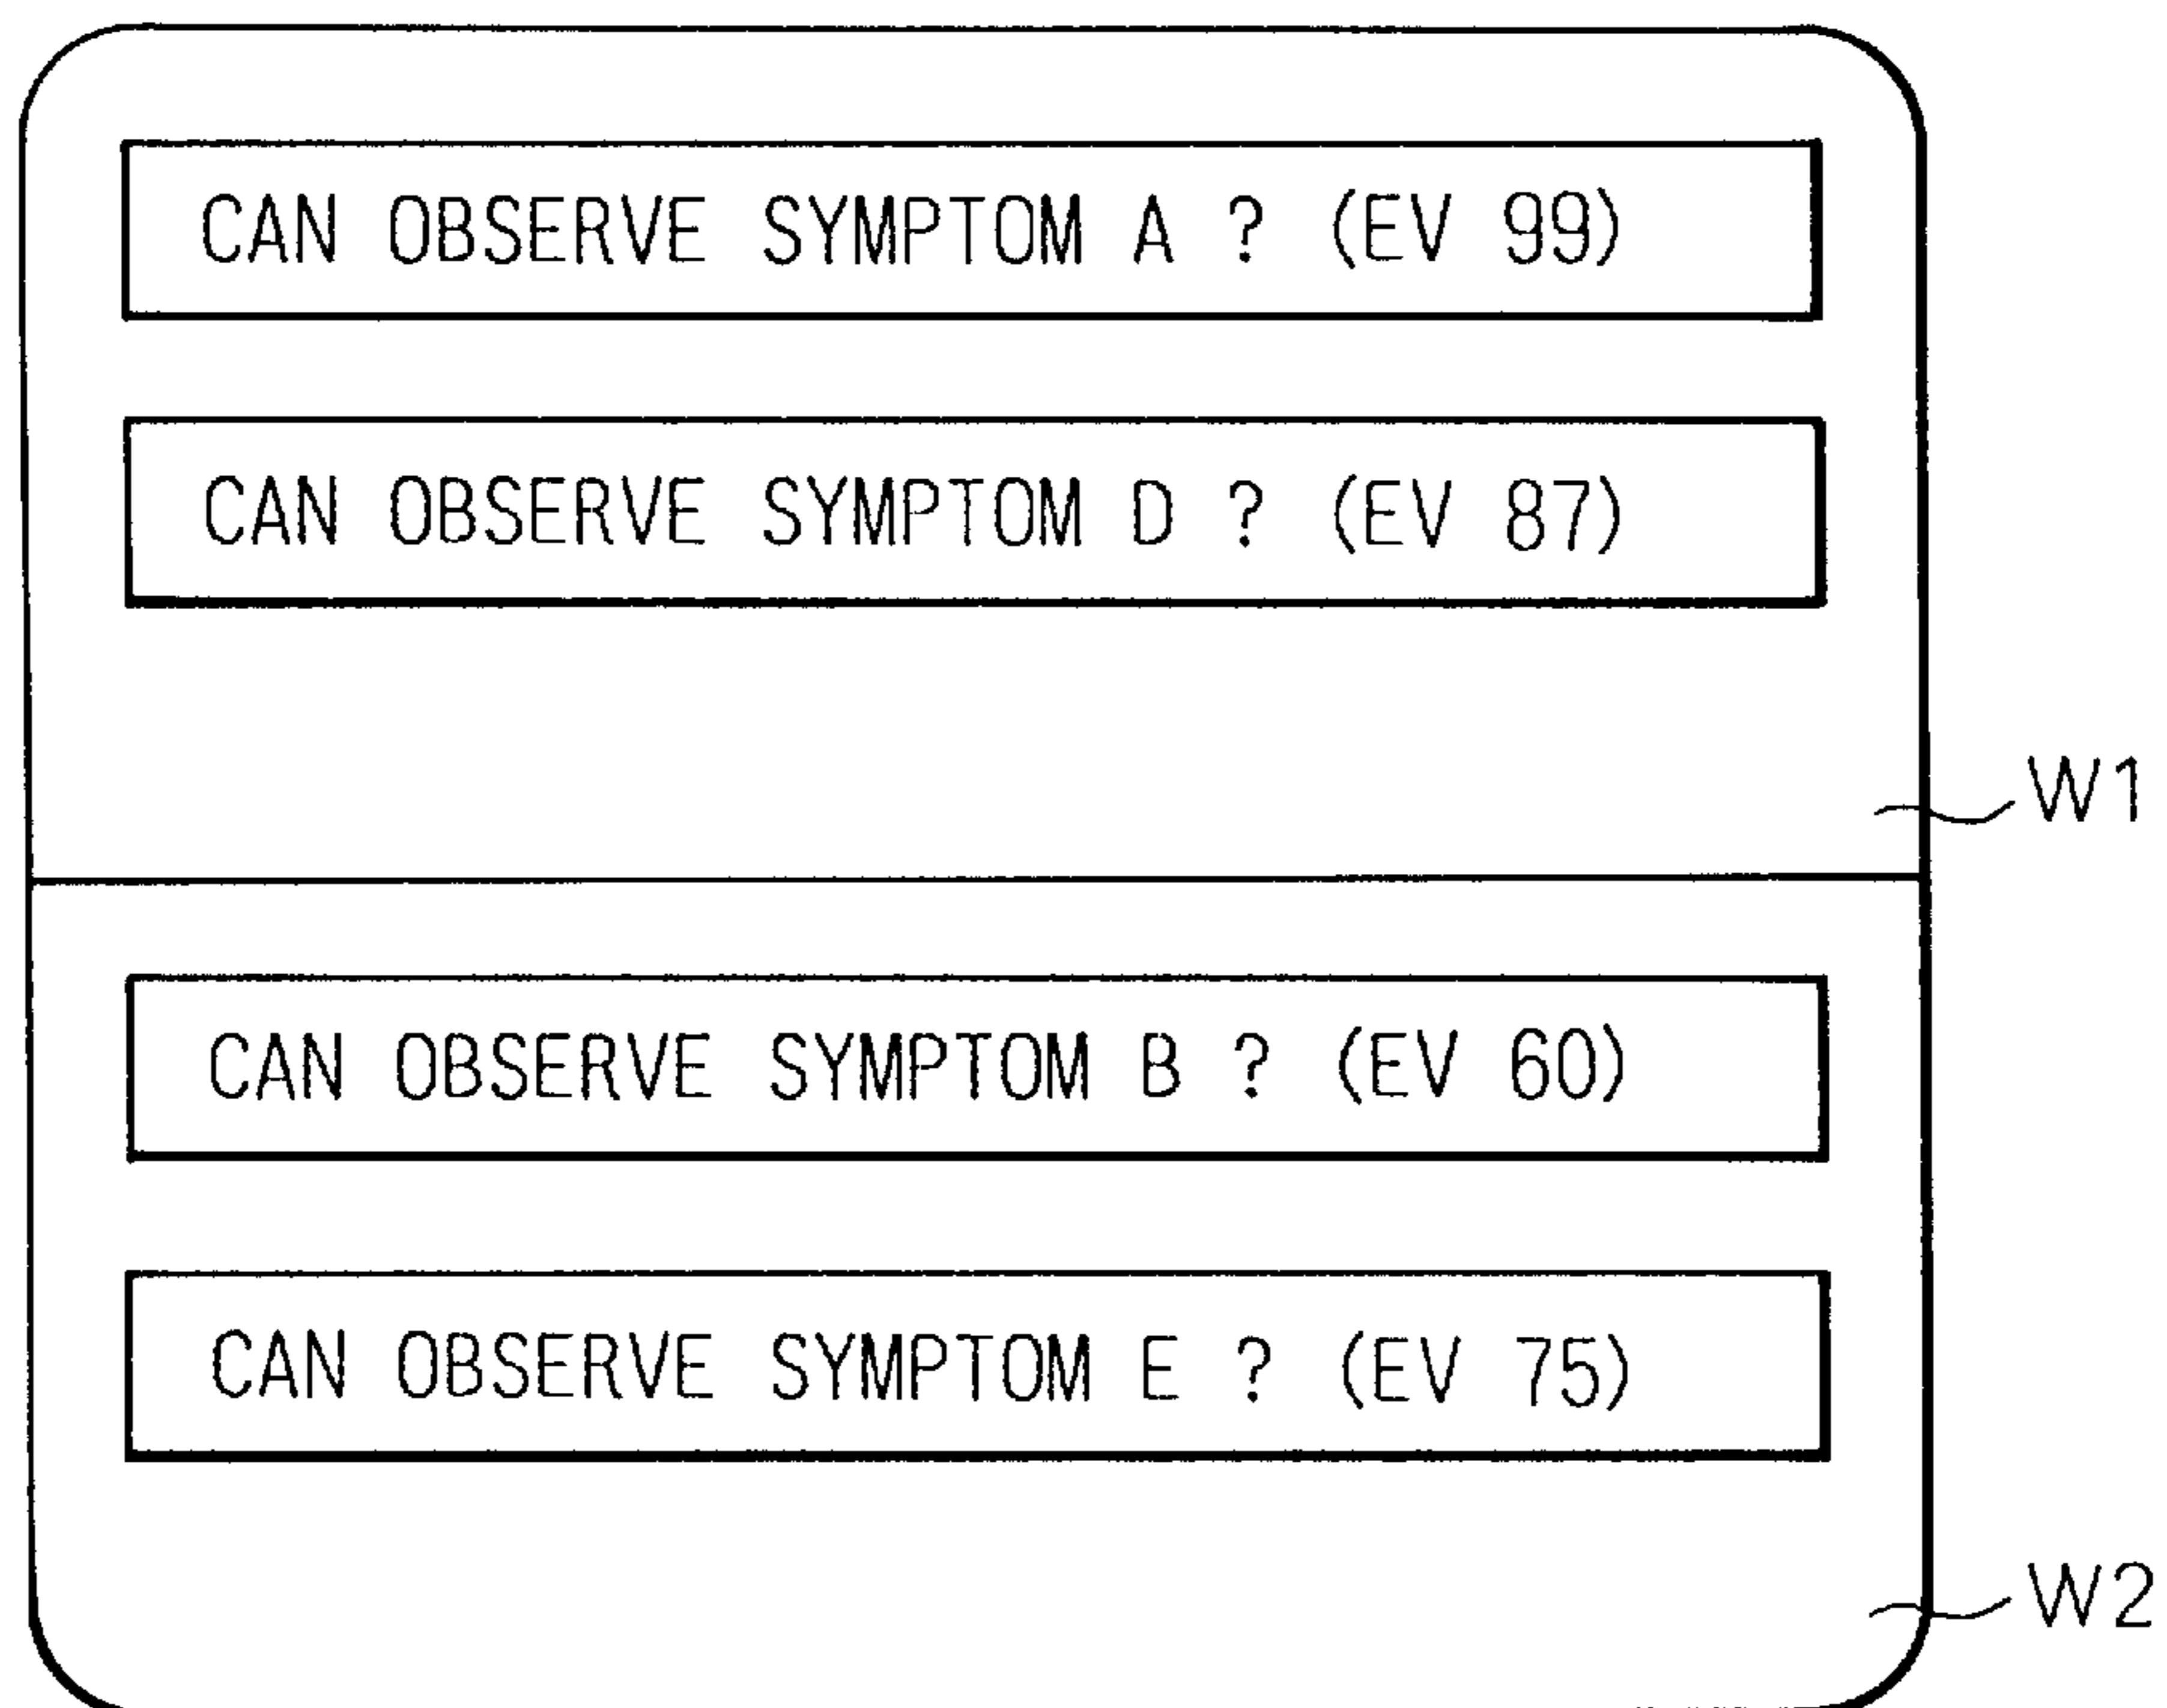 CAN OBSERVE SYMPTOM A ? (EV 99)
CAN OBSERVE SYMPTOM D ? (EV 87)
W1
CAN OBSERVE SYMPTOM B ? (EV 60)
CAN OBSERVE SYMPTOM E ? (EV 75)
W2